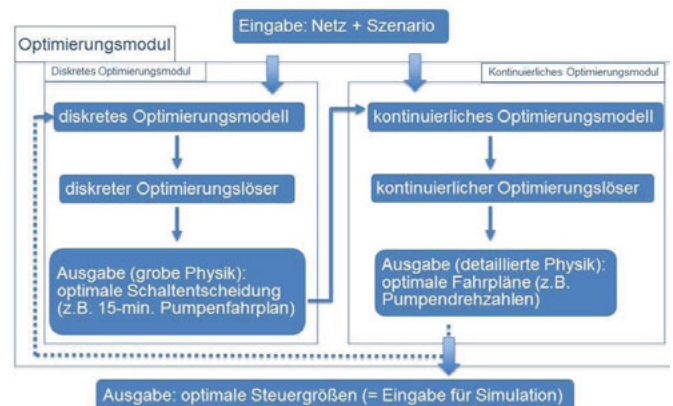 Eingabe: Netz + Szenario
Optimierungsmodul
Diskretes Optimierungsmodul
Kontinuierliches Optimierungsmodul
diskretes Optimierungsmodell
kontinuierliches Optimierungsmodell
diskreter Optimierungslöser
kontinuierlicher Optimierungslöser
Ausgabe (grobe Physik):
optimale Schaltentscheidung
(z.B. 15-min. Pumpenfahrplan)
Ausgabe (detaillierte Physik):
optimale Fahrpläne (z.B.
Pumpendrehzahlen)
Ausgabe: optimale Steuergrößen (= Eingabe für Simulation)